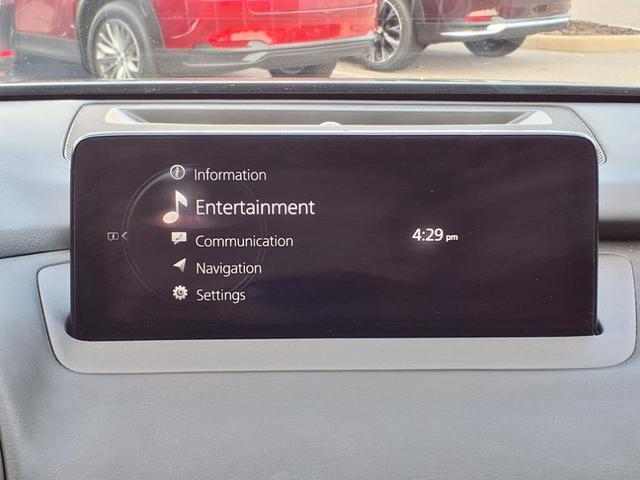 Information
Entertainment
Communication
Navigation
Settings
4:29 pm